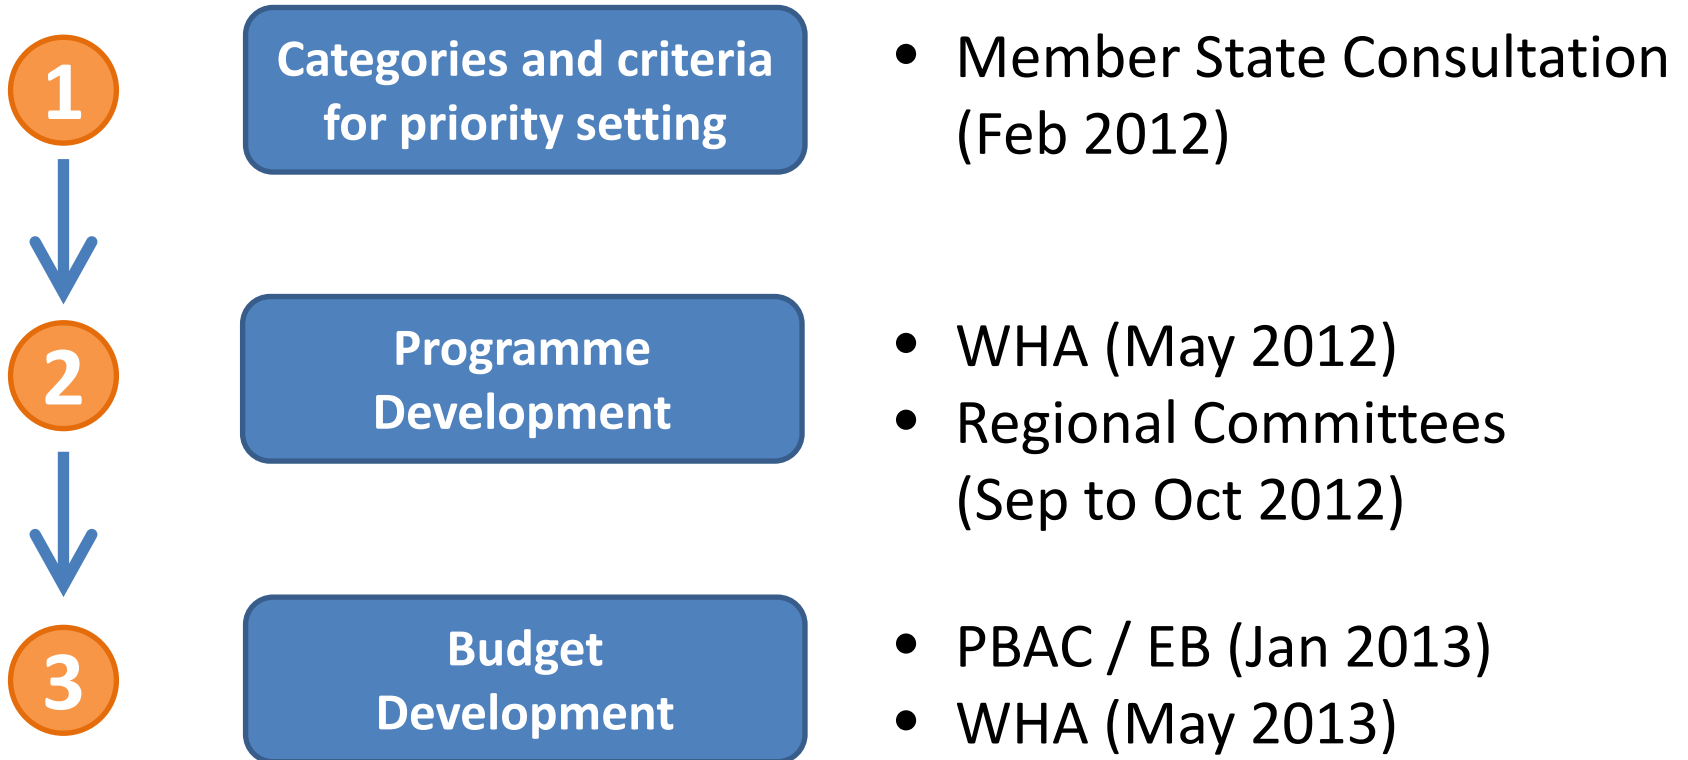 1
Categories and criteria
for priority setting
• Member State Consultation
(Feb 2012)
2
Programme
Development
• WHA (May 2012)
• Regional Committees
(Sep to Oct 2012)
3
Budget
Development
• PBAC / EB (Jan 2013)
• WHA (May 2013)